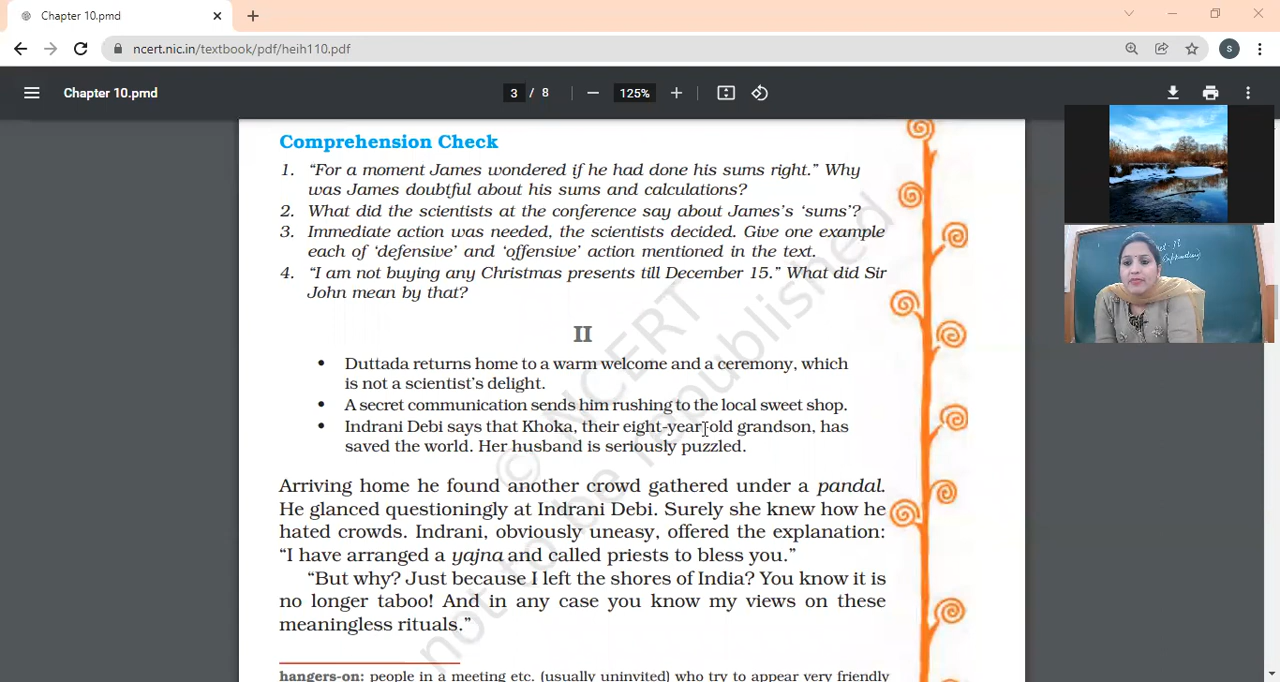 Chapter 10.pmd
ncert.nic.in/textbook/pdf/heih110.pdf
S
Chapter 10.pmd
3 / 8
125%
Comprehension Check
1. “For a moment James wondered if he had done his sums right.” Why
was James doubtful about his sums and calculations?
2. What did the scientists at the conference say about James’s ‘sums’?
3. Immediate action was needed, the scientists decided. Give one example
each of ‘defensive’ and ‘offensive’ action mentioned in the text.
4. “I am not buying any Christmas presents till December 15.” What did Sir
John mean by that?
II
• Duttada returns home to a warm welcome and a ceremony, which
is not a scientist’s delight.
• A secret communication sends him rushing to the local sweet shop.
• Indrani Debi says that Khoka, their eight-year-old grandson, has
saved the world. Her husband is seriously puzzled.
Arriving home he found another crowd gathered under a pandal.
He glanced questioningly at Indrani Debi. Surely she knew how he
hated crowds. Indrani, obviously uneasy, offered the explanation:
“I have arranged a yajna and called priests to bless you.”
“But why? Just because I left the shores of India? You know it is
no longer taboo! And in any case you know my views on these
meaningless rituals.”
hangers-on: people in a meeting etc. (usually uninvited) who try to appear very friendly
© NCERT
not to be republished